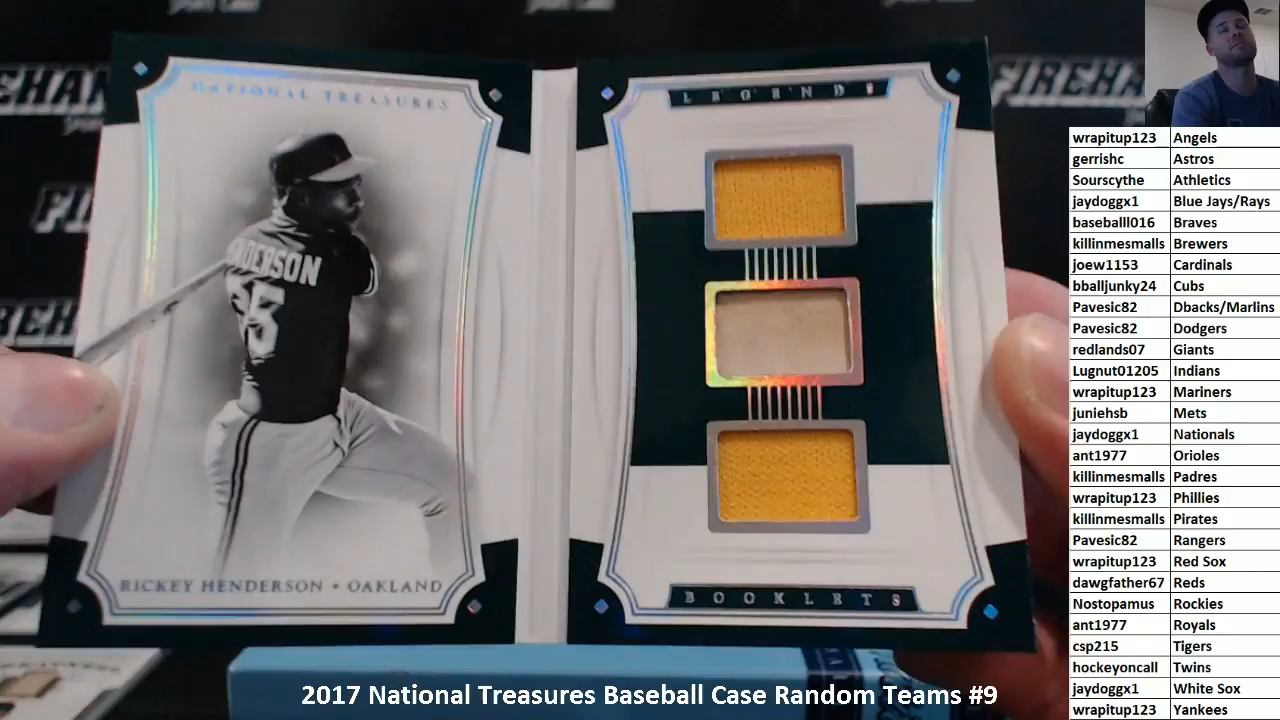 NATIONAL TREASURES
LEGENDS
HENDERSON
35
RICKEY HENDERSON • OAKLAND
BOOKLETS
FIREHA
wrapitup123 Angels
gerrishc Astros
Sourscythe Athletics
jaydoggx1 Blue Jays/Rays
baseballl016 Braves
killinmesmalls Brewers
joew1153 Cardinals
bballjunky24 Cubs
Pavesic82 Dbacks/Marlins
Pavesic82 Dodgers
redlands07 Giants
Lugnut01205 Indians
wrapitup123 Mariners
juniehsb Mets
jaydoggx1 Nationals
ant1977 Orioles
killinmesmalls Padres
wrapitup123 Phillies
killinmesmalls Pirates
Pavesic82 Rangers
wrapitup123 Red Sox
dawgfather67 Reds
Nostopamus Rockies
ant1977 Royals
csp215 Tigers
hockeyoncall Twins
jaydoggx1 White Sox
wrapitup123 Yankees
2017 National Treasures Baseball Case Random Teams #9